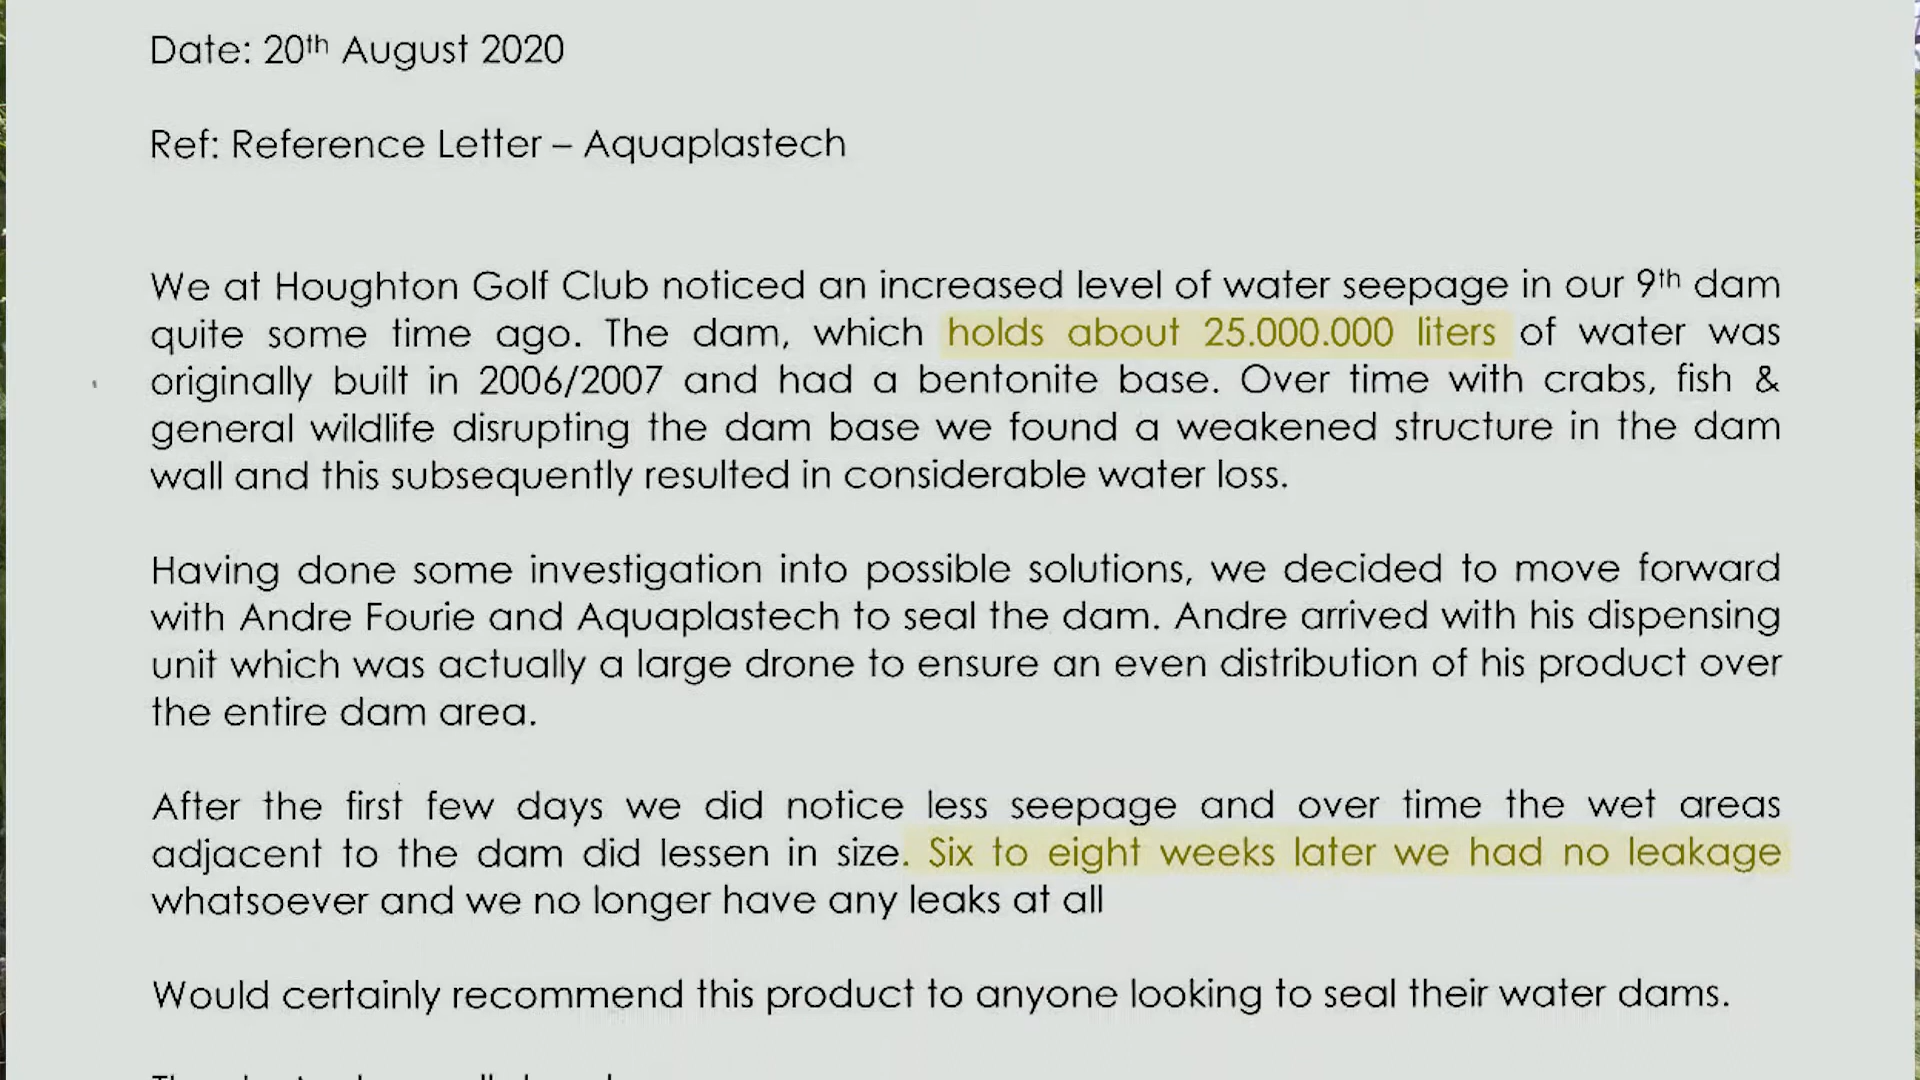 Date: 20th August 2020
Ref: Reference Letter – Aquaplastech
We at Houghton Golf Club noticed an increased level of water seepage in our 9th dam
quite some time ago. The dam, which holds about 25.000.000 liters of water was
originally built in 2006/2007 and had a bentonite base. Over time with crabs, fish &
general wildlife disrupting the dam base we found a weakened structure in the dam
wall and this subsequently resulted in considerable water loss.
Having done some investigation into possible solutions, we decided to move forward
with Andre Fourie and Aquaplastech to seal the dam. Andre arrived with his dispensing
unit which was actually a large drone to ensure an even distribution of his product over
the entire dam area.
After the first few days we did notice less seepage and over time the wet areas
adjacent to the dam did lessen in size. Six to eight weeks later we had no leakage
whatsoever and we no longer have any leaks at all
Would certainly recommend this product to anyone looking to seal their water dams.